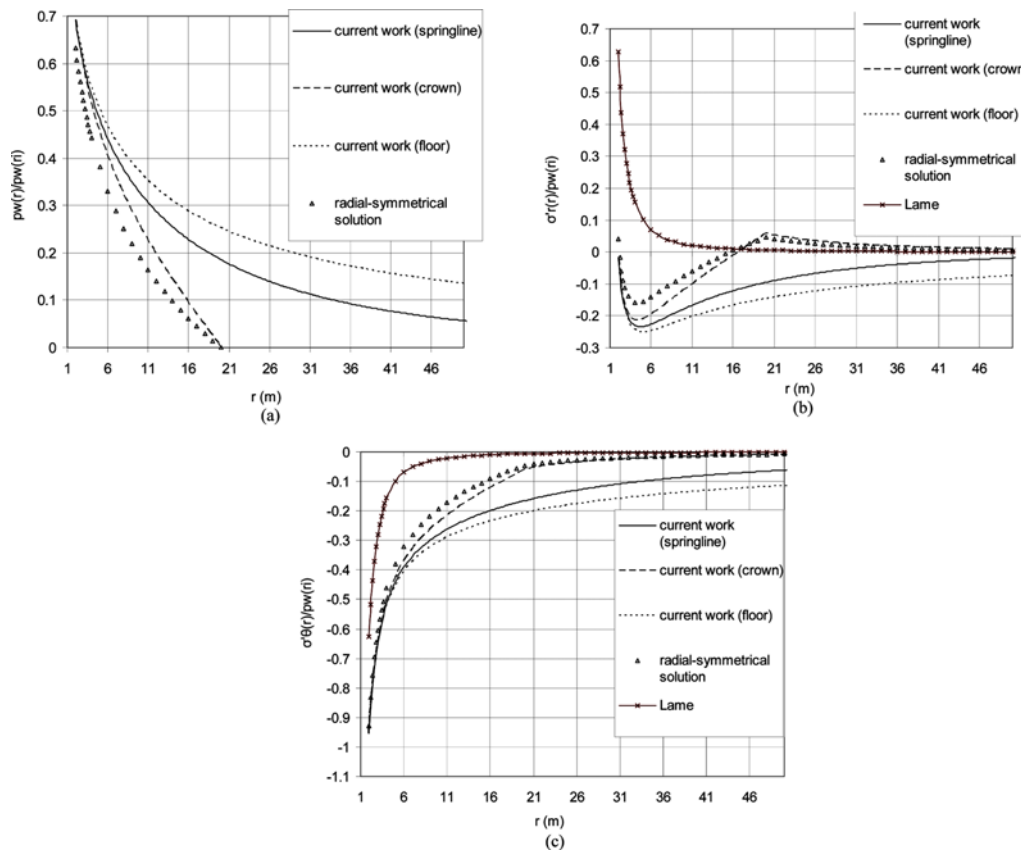 0.7
0.6
0.5
0.4
0.3
0.2
0.1
0
pw(r)/pw(ri)
1 6 11 16 21 26 31 36 41 46
r (m)
(a)
current work (springline)
current work (crown)
current work (floor)
radial-symmetrical
solution
0.7
0.6
0.5
0.4
0.3
0.2
0.1
0
-0.1
-0.2
-0.3
σ'r(r)/pw(ri)
1 6 11 16 21 26 31 36 41 46
r (m)
(b)
current work
(springline)
current work (crown
current work (floor)
radial-symmetrical
solution
Lame
0
-0.1
-0.2
-0.3
-0.4
-0.5
-0.6
-0.7
-0.8
-0.9
-1
-1.1
σ'θ(r)/pw(ri)
1 6 11 16 21 26 31 36 41 46
r (m)
(c)
current work
(springline)
current work (crown)
current work (floor)
radial-symmetrical
solution
Lame